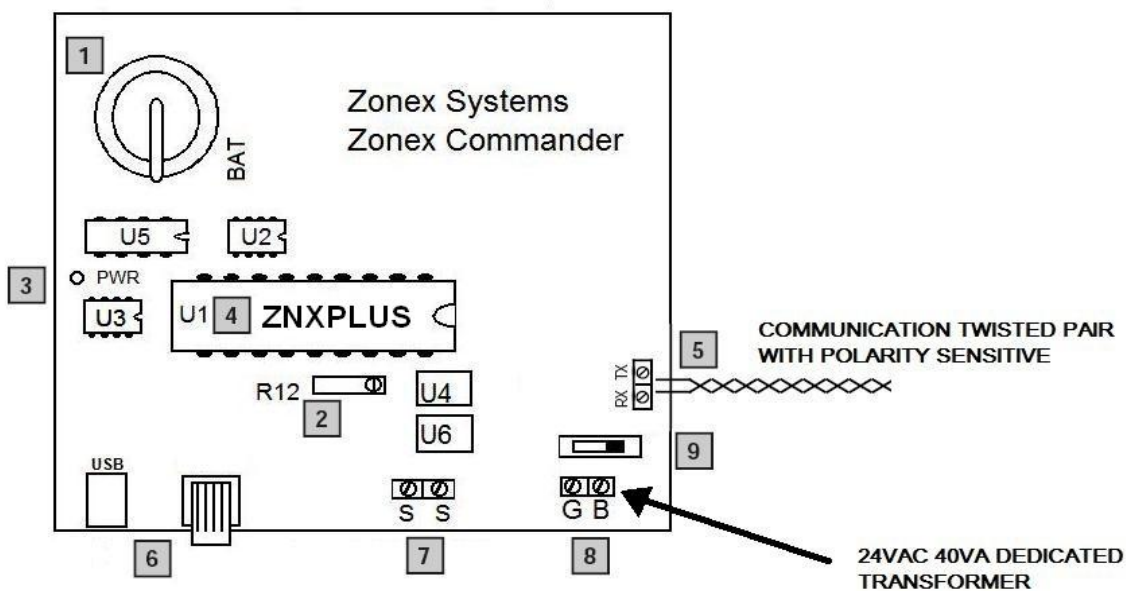 1
Zonex Systems
Zonex Commander
BAT
U5
U2
3
PWR
U3
U1
4
ZNXPLUS
5
COMMUNICATION TWISTED PAIR
WITH POLARITY SENSITIVE
TX
RX
R12
2
U4
U6
9
USB
S S
G B
6
7
8
24VAC 40VA DEDICATED
TRANSFORMER